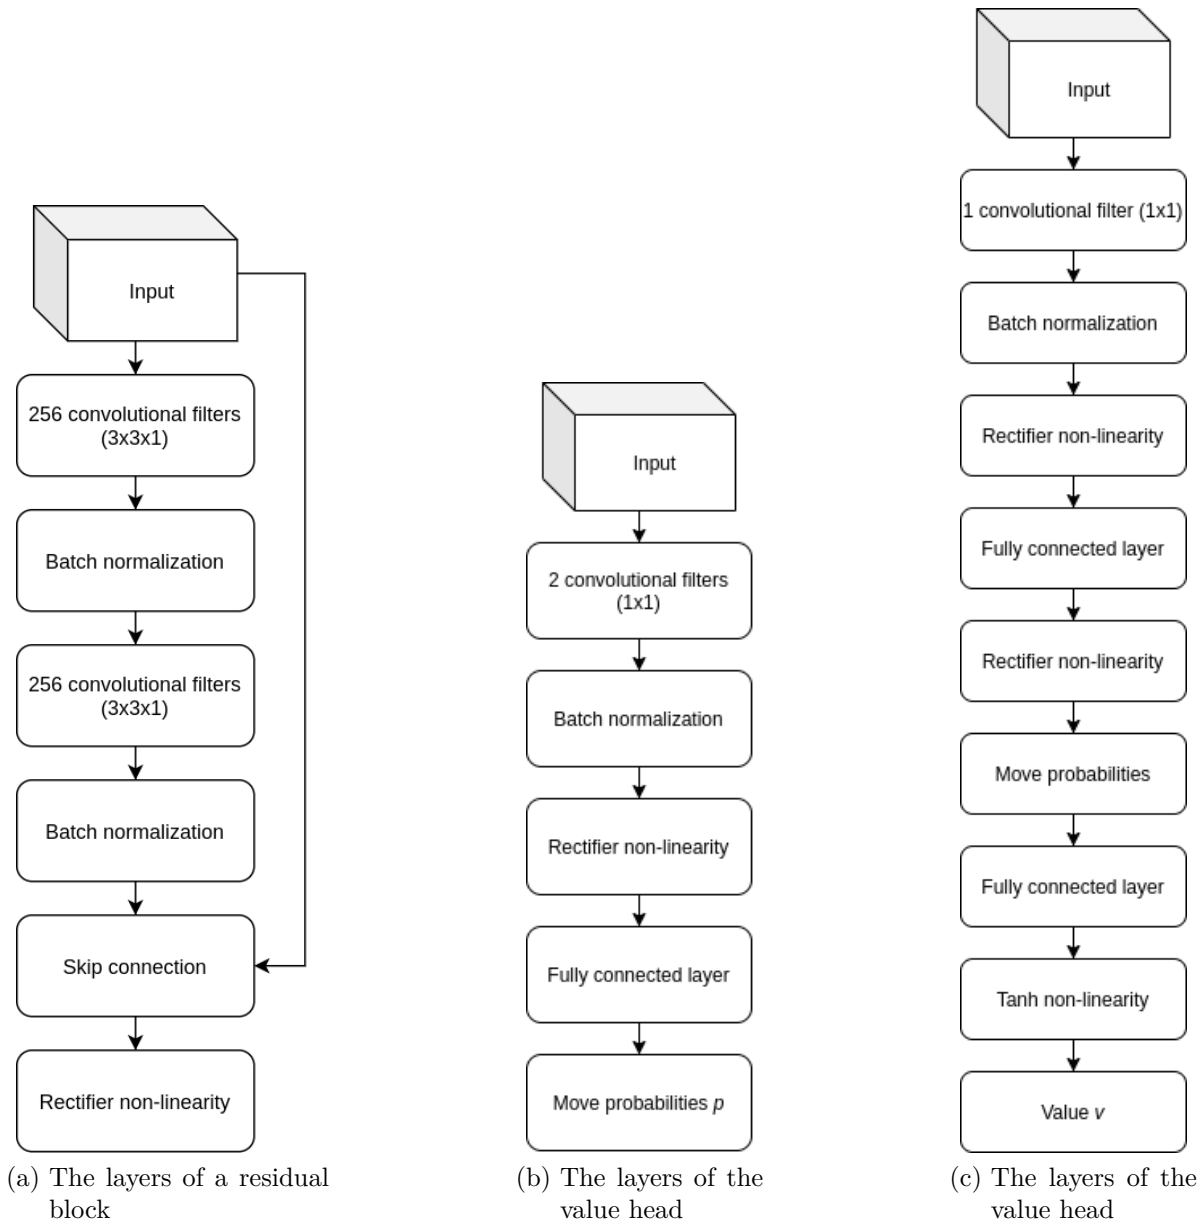 Input
256 convolutional filters
(3x3x1)
Batch normalization
256 convolutional filters
(3x3x1)
Batch normalization
Skip connection
Rectifier non-linearity
(a) The layers of a residual
block
Input
2 convolutional filters
(1x1)
Batch normalization
Rectifier non-linearity
Fully connected layer
Move probabilities p
(b) The layers of the
value head
Input
1 convolutional filter (1x1)
Batch normalization
Rectifier non-linearity
Fully connected layer
Rectifier non-linearity
Move probabilities
Fully connected layer
Tanh non-linearity
Value v
(c) The layers of the
value head